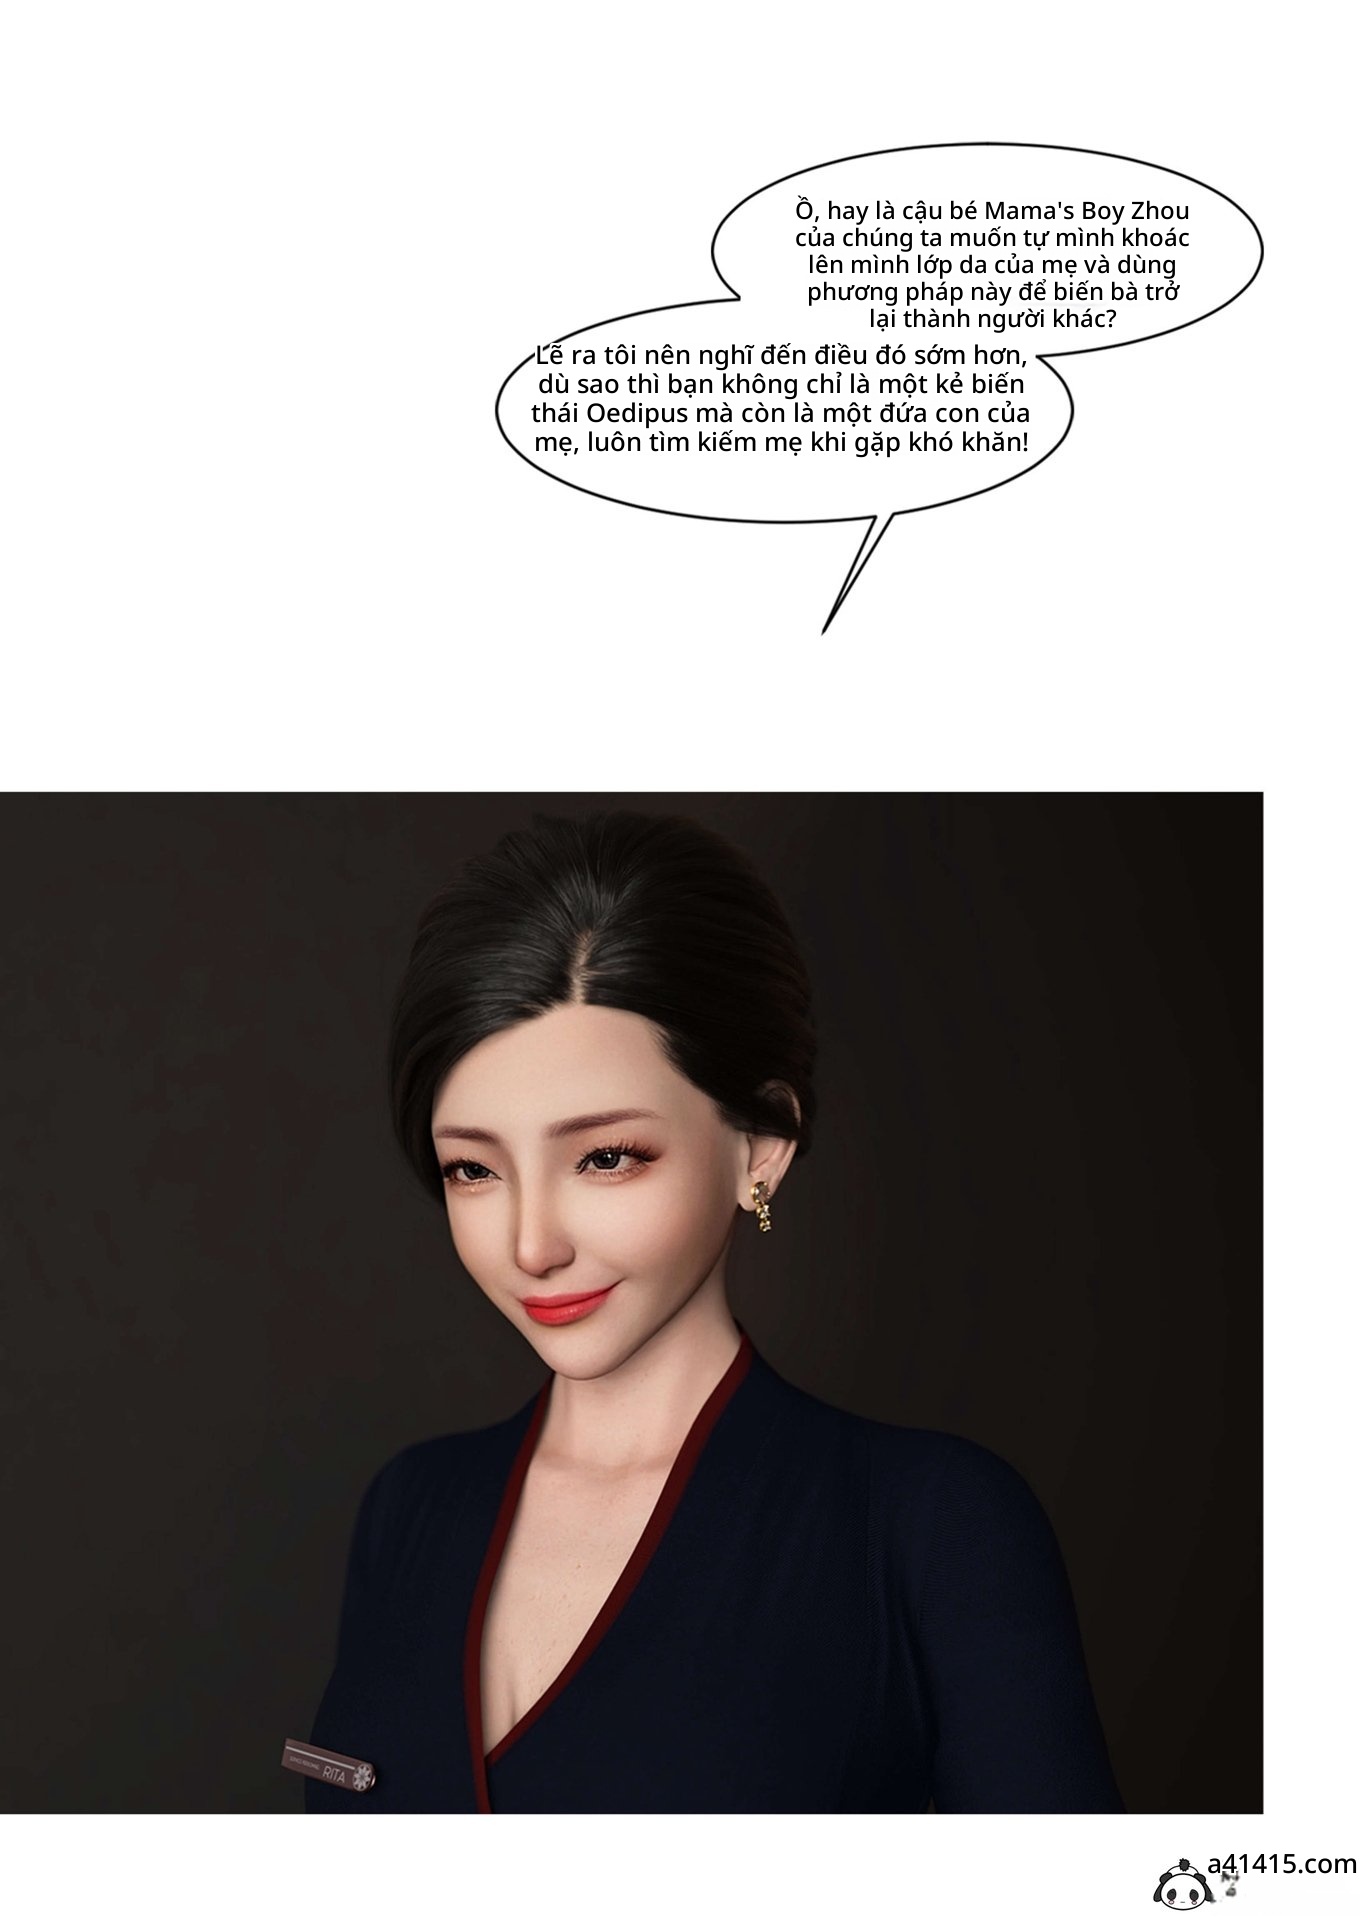 Ồ, hay là cậu bé Mama's Boy Zhou
của chúng ta muốn tự mình khoác
lên mình lớp da của mẹ và dùng
phương pháp này để biến bà trở
lại thành người khác?
Lẽ ra tôi nên nghĩ đến điều đó sớm hơn,
dù sao thì bạn không chỉ là một kẻ biến
thái Oedipus mà còn là một đứa con của
mẹ, luôn tìm kiếm mẹ khi gặp khó khăn!
RITA
a41415.com